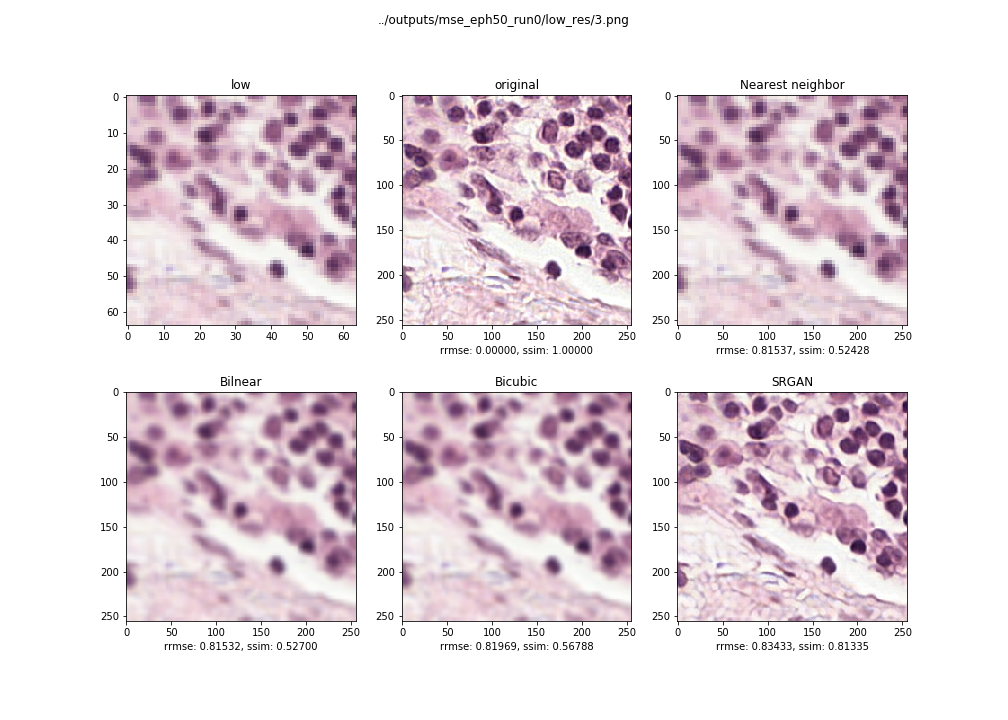 ../outputs/mse_eph50_run0/low_res/3.png
low
original
Nearest neighbor
0
10
20
30
40
50
60
0 10 20 30 40 50 60
0
50
100
150
200
250
0 50 100 150 200 250
rrmse: 0.00000, ssim: 1.00000
0
50
100
150
200
250
0 50 100 150 200 250
rrmse: 0.81537, ssim: 0.52428
Bilnear
Bicubic
SRGAN
0
50
100
150
200
250
0 50 100 150 200 250
rrmse: 0.81532, ssim: 0.52700
0
50
100
150
200
250
0 50 100 150 200 250
rrmse: 0.81969, ssim: 0.56788
0
50
100
150
200
250
0 50 100 150 200 250
rrmse: 0.83433, ssim: 0.81335